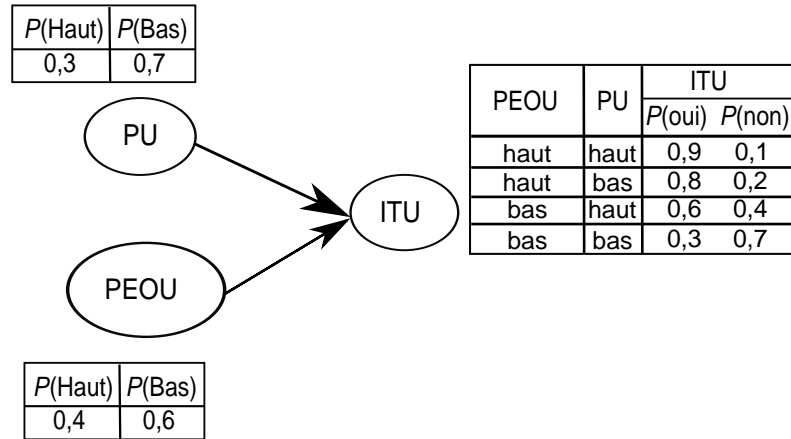 P(Haut) P(Bas)
0,3 0,7
PU
PEOU PU ITU
P(oui) P(non)
haut haut 0,9 0,1
haut bas 0,8 0,2
bas haut 0,6 0,4
bas bas 0,3 0,7
ITU
PEOU
P(Haut) P(Bas)
0,4 0,6